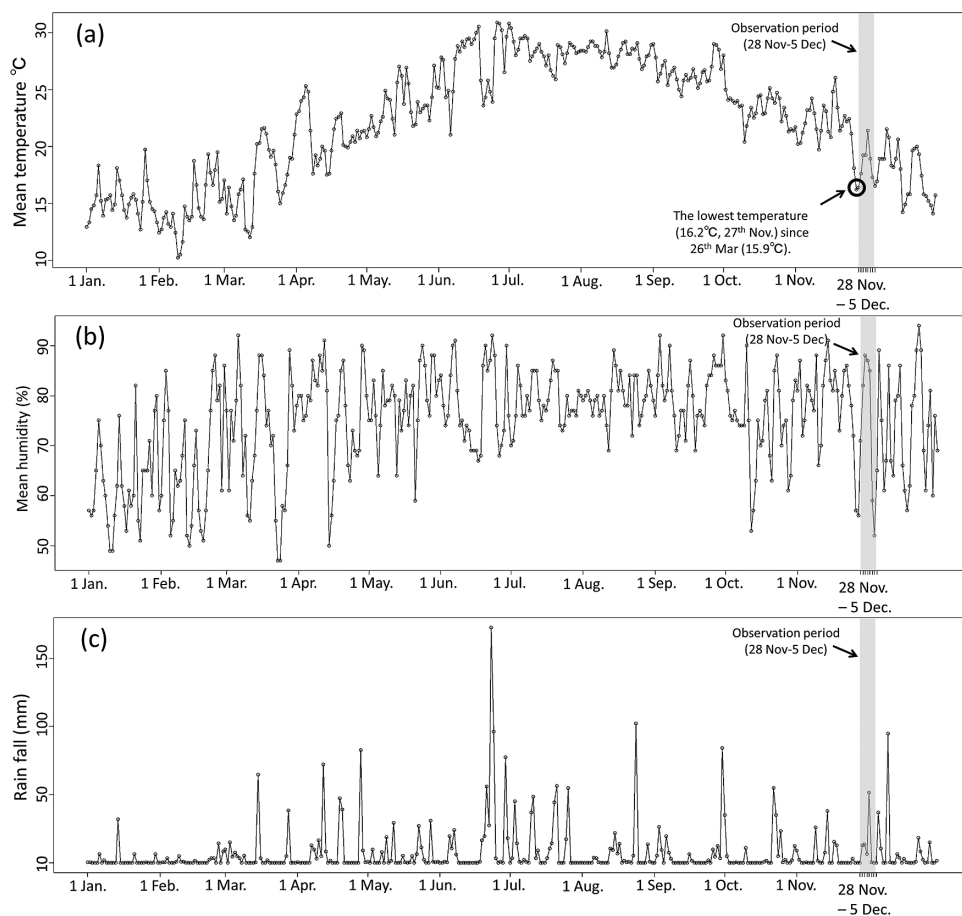 (a)
Mean temperature ℃
30
25
20
15
10
Observation period
(28 Nov-5 Dec)
The lowest temperature
(16.2℃, 27th Nov.) since
26th Mar (15.9℃).
1 Jan. 1 Feb. 1 Mar. 1 Apr. 1 May. 1 Jun. 1 Jul. 1 Aug. 1 Sep. 1 Oct. 1 Nov. 28 Nov.
– 5 Dec.
(b)
Mean humidity (%)
90
80
70
60
50
Observation period
(28 Nov-5 Dec)
1 Jan. 1 Feb. 1 Mar. 1 Apr. 1 May. 1 Jun. 1 Jul. 1 Aug. 1 Sep. 1 Oct. 1 Nov. 28 Nov.
– 5 Dec.
(c)
Rain fall (mm)
150
100
50
10
Observation period
(28 Nov-5 Dec)
1 Jan. 1 Feb. 1 Mar. 1 Apr. 1 May. 1 Jun. 1 Jul. 1 Aug. 1 Sep. 1 Oct. 1 Nov. 28 Nov.
– 5 Dec.